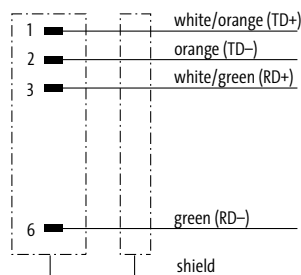 1 white/orange (TD+)
2 orange (TD–)
3 white/green (RD+)
6 green (RD–)
shield